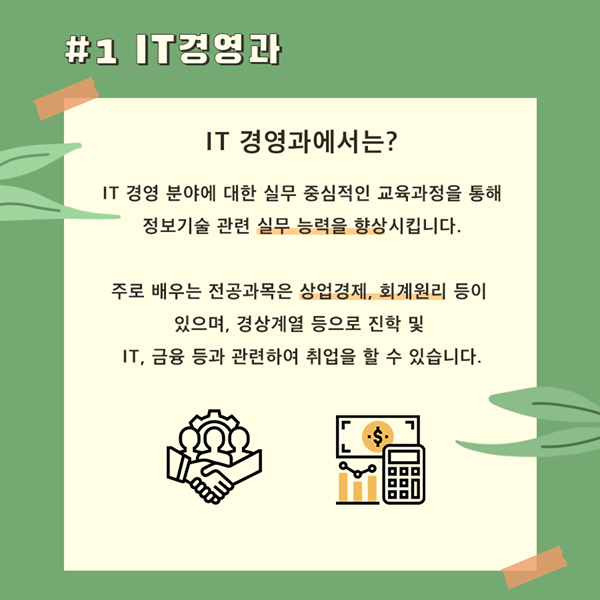 #1 IT경영과
IT 경영과에서는?
IT 경영 분야에 대한 실무 중심적인 교육과정을 통해
정보기술 관련 실무 능력을 향상시킵니다.
주로 배우는 전공과목은 상업경제, 회계원리 등이
있으며, 경상계열 등으로 진학 및
IT, 금융 등과 관련하여 취업을 할 수 있습니다.
$